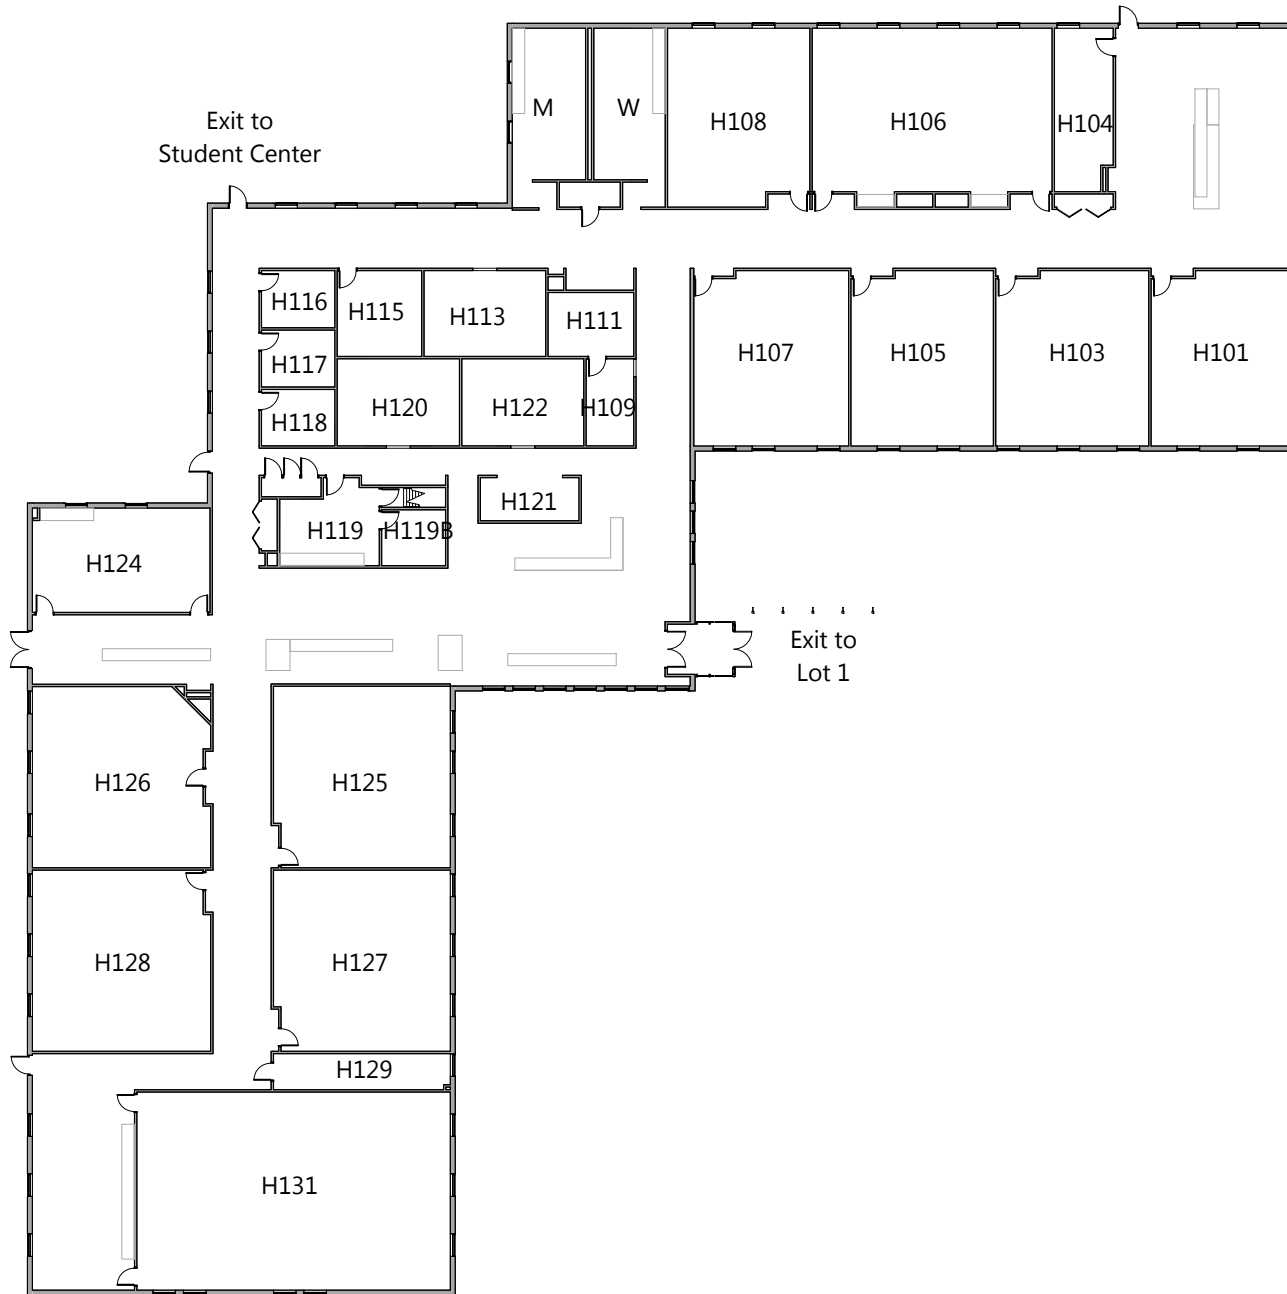 Exit to
Student Center
M
W
H108
H106
H104
H116
H115
H113
H111
H117
H118
H120
H122
H109
H107
H105
H103
H101
H119
H119B
H121
H124
Exit to
Lot 1
H126
H125
H128
H127
H129
H131